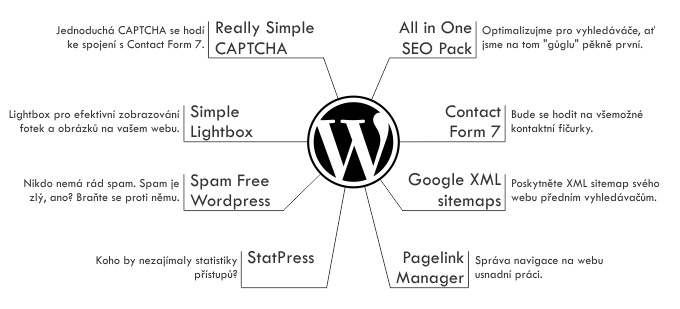 Jednoduchá CAPTCHA se hodí
ke spojení s Contact Form 7.
Really Simple
CAPTCHA
All in One
SEO Pack
Optimalizujme pro vyhledáváče, ať
jsme na tom "gůglu" pěkně první.
Lightbox pro efektivní zobrazování
fotek a obrázků na vašem webu.
Simple
Lightbox
Contact
Form 7
Bude se hodit na všemožné
kontaktní fičurky.
Nikdo nemá rád spam. Spam je
zlý, ano? Braňte se proti němu.
Spam Free
Wordpress
Google XML
sitemaps
Poskytněte XML sitemap svého
webu předním vyhledávačům.
Koho by nezajímaly statistiky
přístupů?
StatPress
Pagelink
Manager
Správa navigace na webu
usnadní práci.